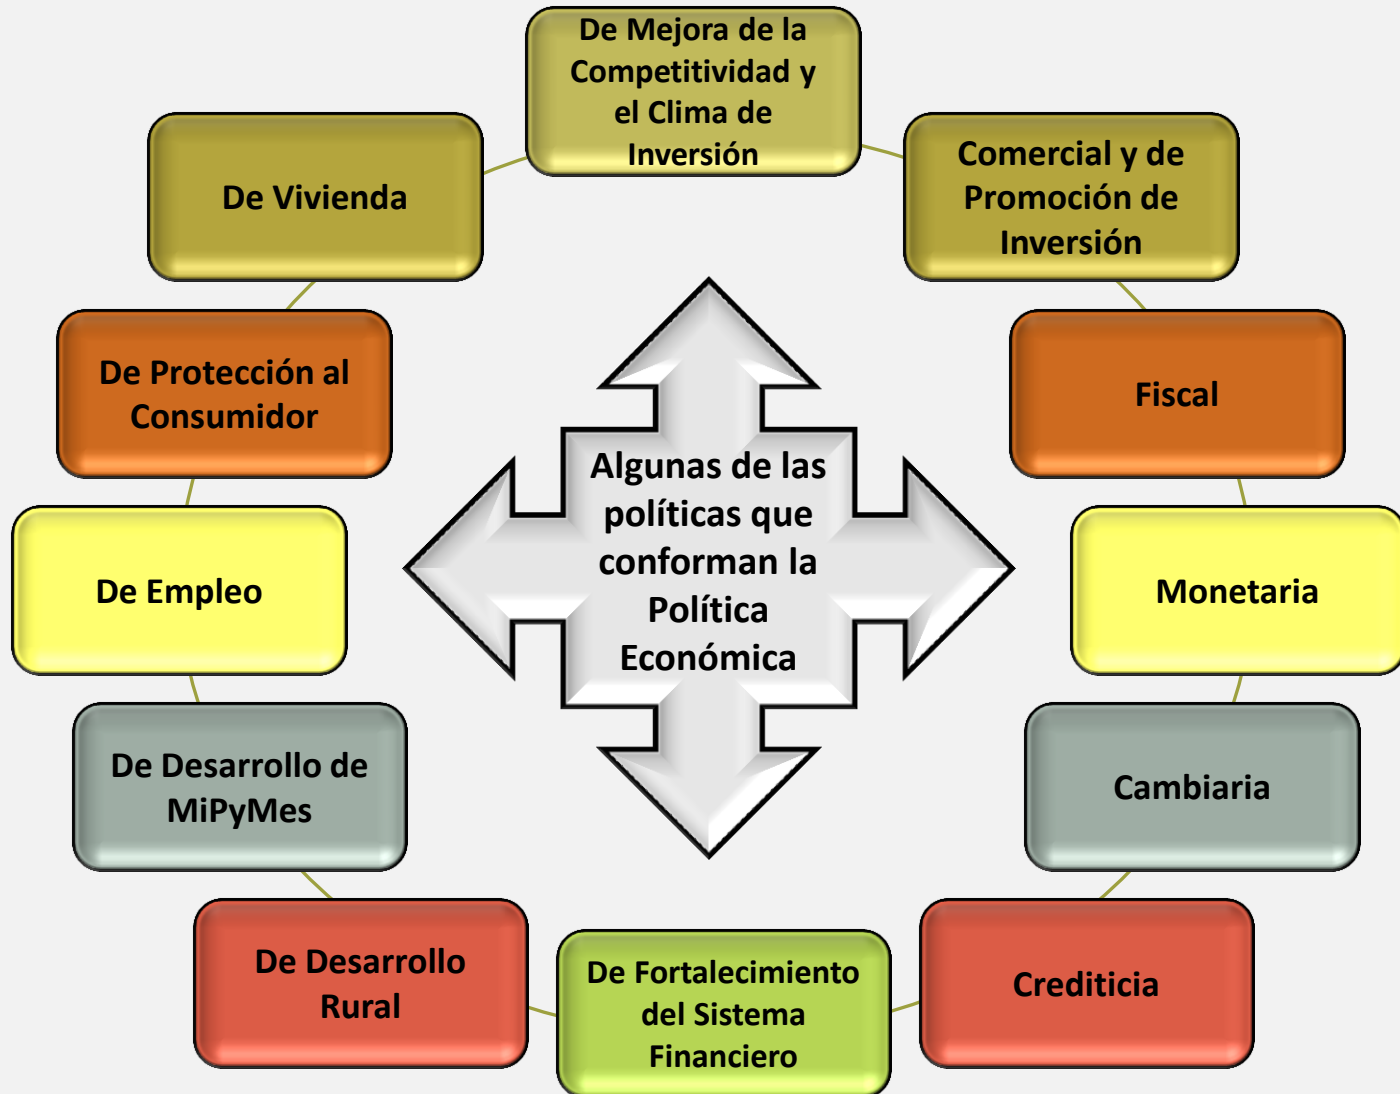 De Mejora de la
Competitividad y
el Clima de
Inversión
Comercial y de
Promoción de
Inversión
Fiscal
Monetaria
Cambiaria
Crediticia
De Fortalecimiento
del Sistema
Financiero
De Desarrollo
Rural
De Desarrollo de
MiPyMes
De Empleo
De Protección al
Consumidor
De Vivienda
Algunas de las
políticas que
conforman la
Política
Económica